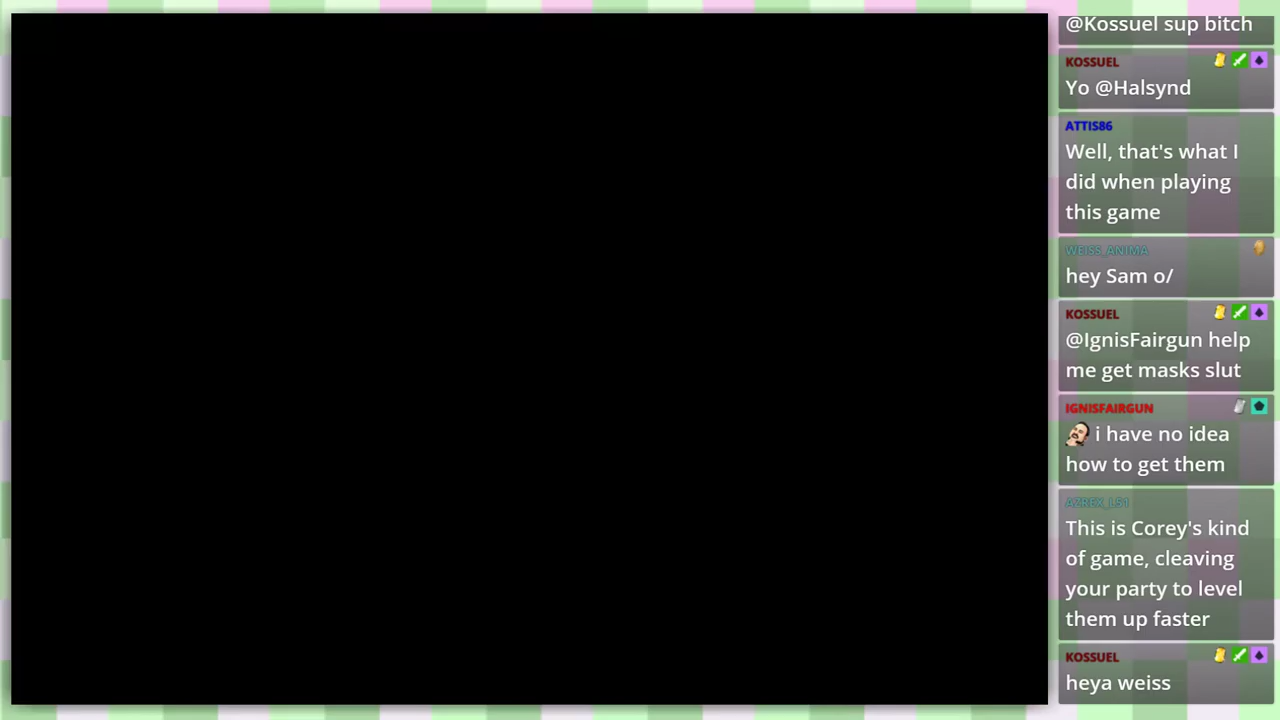 @Kossuel sup bitch
KOSSUEL
Yo @Halsynd
ATTIS86
Well, that's what I
did when playing
this game
WEISS_ANIMA
hey Sam o/
KOSSUEL
@IgnisFairgun help
me get masks slut
IGNISFAIRGUN
i have no idea
how to get them
AZREX_LS1
This is Corey's kind
of game, cleaving
your party to level
them up faster
KOSSUEL
heya weiss